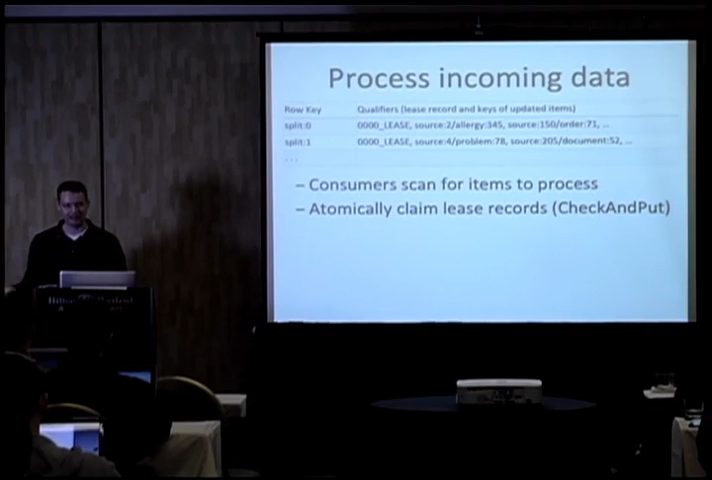 Process incoming data
Row Key Qualifiers (lease record and keys of updated items)
split:0 0000_LEASE, source:2/allergy:345, source:150/order:71, ...
split:1 0000_LEASE, source:4/problem:78, source:205/document:52, ...
. . .
– Consumers scan for items to process
– Atomically claim lease records (CheckAndPut)